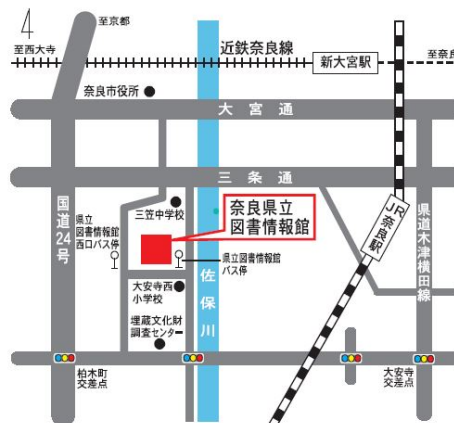 4
至京都
至西大寺
近鉄奈良線
新大宮駅
至奈良
奈良市役所
大宮通
三条通
国道24号
県立
図書情報館
西口バス停
三笠中学校
奈良県立
図書情報館
県立図書情報館
バス停
JR奈良駅
県道木津横田線
大安寺西
小学校
佐保川
埋蔵文化財
調査センター
柏木町
交差点
大安寺
交差点